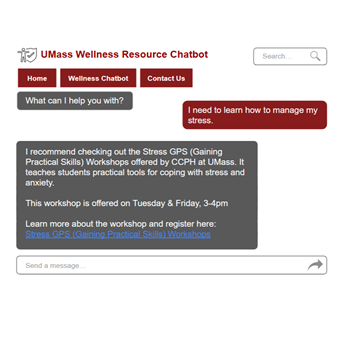 UMass Wellness Resource Chatbot
Search...
Home
Wellness Chatbot
Contact Us
What can I help you with?
I need to learn how to manage my
stress.
I recommend checking out the Stress GPS (Gaining
Practical Skills) Workshops offered by CCPH at UMass. It
teaches students practical tools for coping with stress and
anxiety.
This workshop is offered on Tuesday & Friday, 3-4pm
Learn more about the workshop and register here:
Stress GPS (Gaining Practical Skills) Workshops
Send a message...